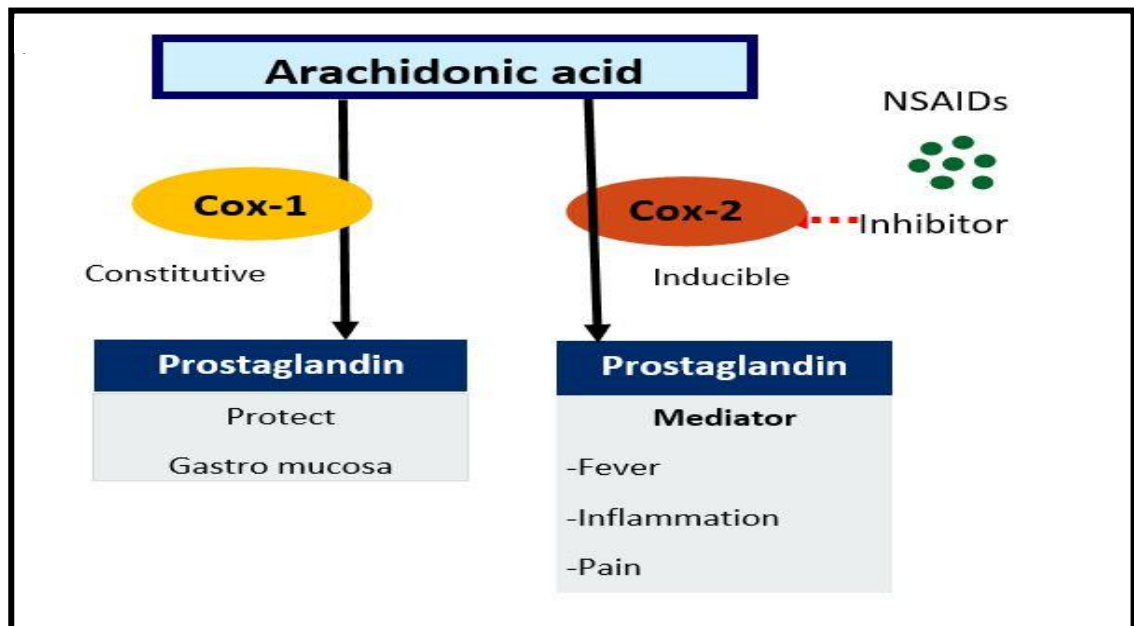 Arachidonic acid
NSAIDs
Cox-1
Cox-2
Inhibitor
Constitutive
Inducible
Prostaglandin
Protect
Gastro mucosa
Prostaglandin
Mediator
-Fever
-Inflammation
-Pain